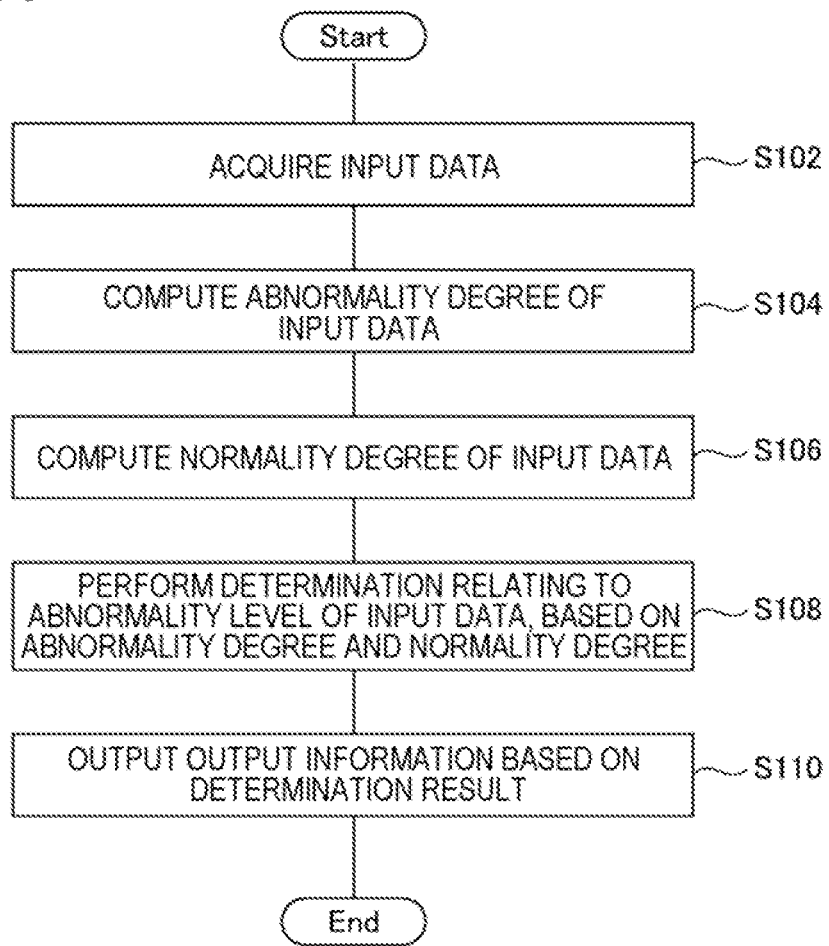 Start
ACQUIRE INPUT DATA
S102
COMPUTE ABNORMALITY DEGREE OF
INPUT DATA
S104
COMPUTE NORMALITY DEGREE OF INPUT DATA
S106
PERFORM DETERMINATION RELATING TO
ABNORMALITY LEVEL OF INPUT DATA, BASED ON
ABNORMALITY DEGREE AND NORMALITY DEGREE
S108
OUTPUT OUTPUT INFORMATION BASED ON
DETERMINATION RESULT
S110
End